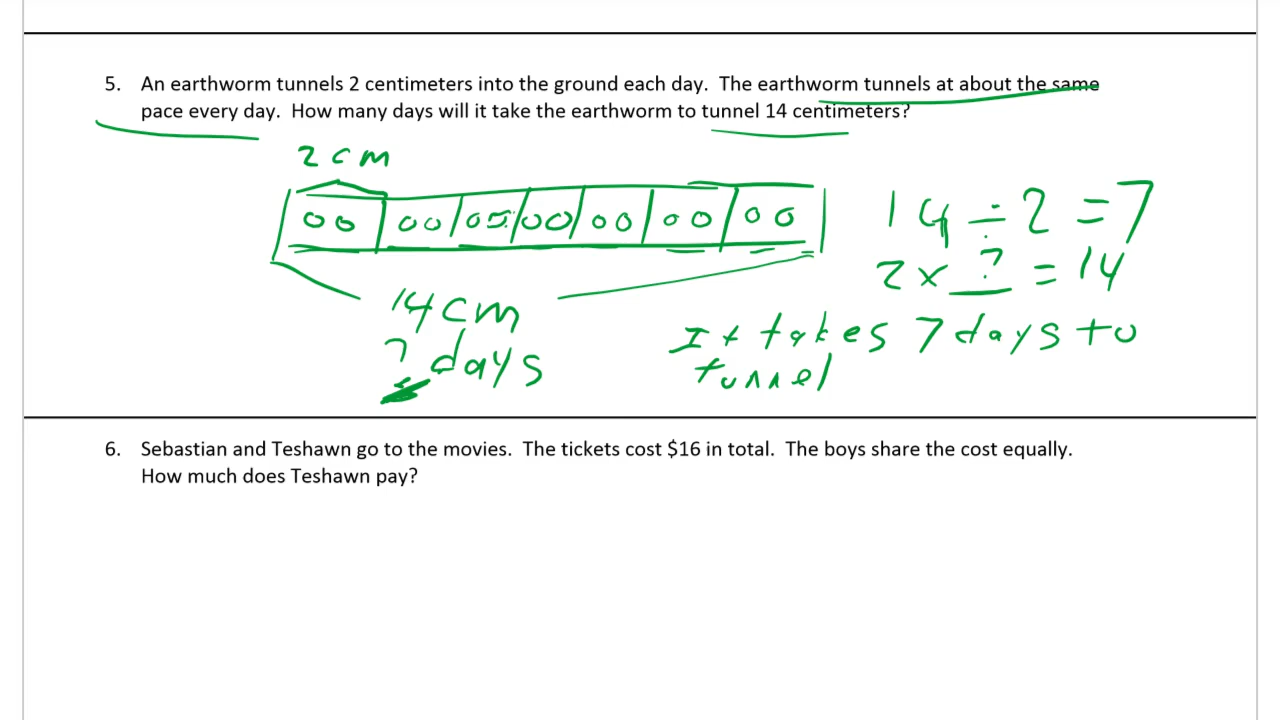 5. An earthworm tunnels 2 centimeters into the ground each day. The earthworm tunnels at about the same
pace every day. How many days will it take the earthworm to tunnel 14 centimeters?
2 cm
14 ÷ 2 = 7
2 x ? = 14
14 cm
? days
It takes 7 days to
tunnel
6. Sebastian and Teshawn go to the movies. The tickets cost $16 in total. The boys share the cost equally.
How much does Teshawn pay?